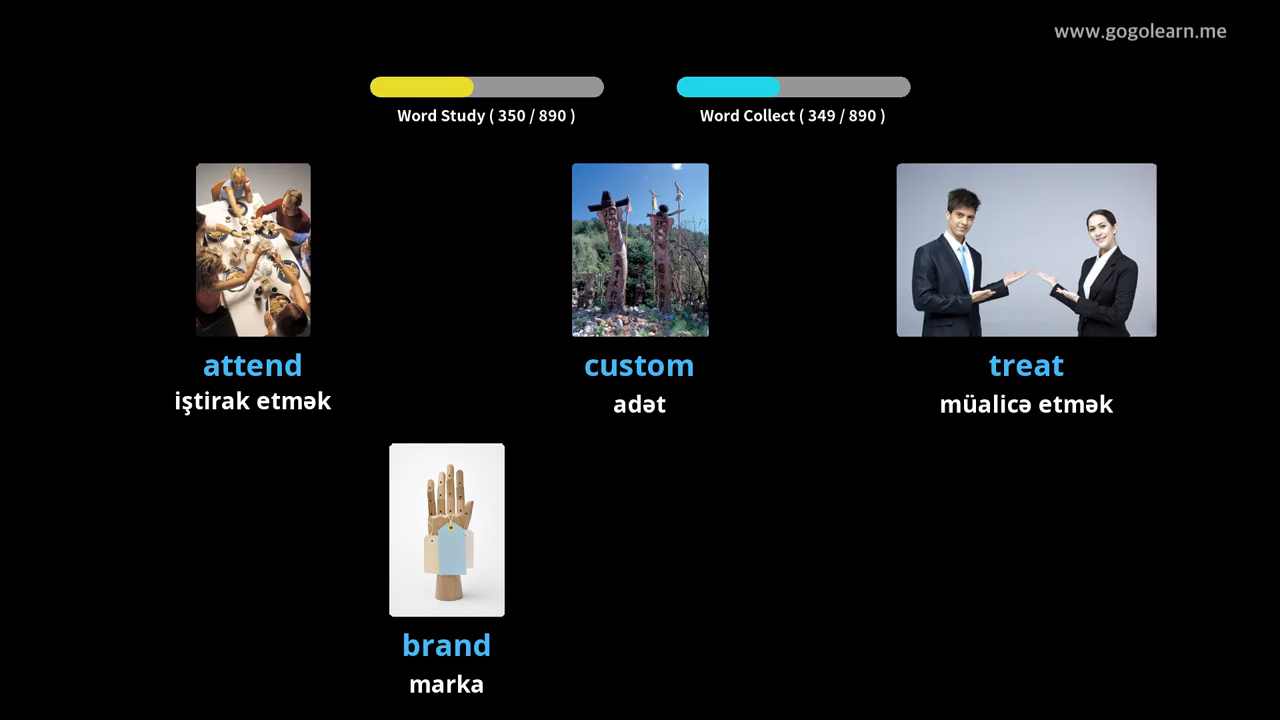 www.gogolearn.me
Word Study ( 350 / 890 )
Word Collect ( 349 / 890 )
attend
iştirak etmək
custom
adət
treat
müalicə etmək
brand
marka